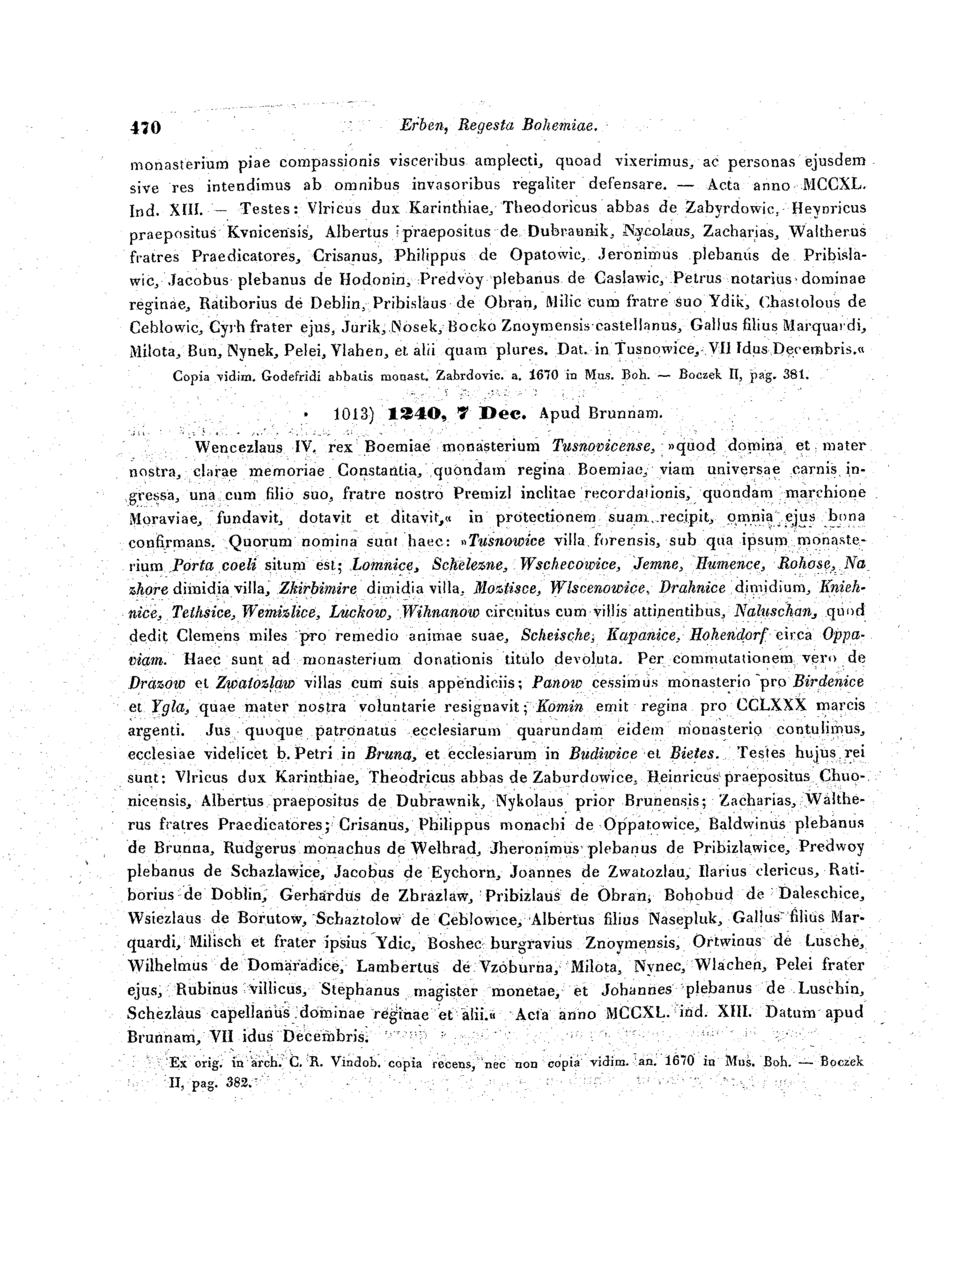 470 Erben, Regesta Bohemiae.
monasterium piae compassionis visceribus amplecti, quoad vixerimus, ac personas ejusdem
sive res intendimus ab omnibus invasoribus regaliter defensare. — Acta anno MCCXL.
Ind. XIII. — Testes: Vlricus dux Karinthiae, Theodoricus abbas de Zabyrdowic, Heynricus
praepositus Kvnicensis, Albertus praepositus de Dubraunik, Nycolaus, Zacharias, Waltherus
fratres Praedicatores, Crisanus, Philippus de Opatowic, Jeronimus plebanus de Pribisla-
wic, Jacobus plebanus de Hodonin, Predvoy plebanus de Caslawic, Petrus notarius dominae
reginae, Ratiborius de Deblin, Pribislaus de Obran, Milic cum fratre suo Ydik, Chastolous de
Ceblowic, Cyrh frater ejus, Jurik, Nosek, Bocko Znoymensis castellanus, Gallus filius Marquardi,
Milota, Bun, Nynek, Pelei, Vlahen, et alii quam plures. Dat. in Tusnowice, VII Idus Decembris.«
Copia vidim. Godefridi abbatis monast. Zabrdovic. a. 1670 in Mus. Boh. — Boczek II, pag. 381.
1013) 1240, 7 Dec. Apud Brunnam.
Wencezlaus IV. rex Boemiae monasterium Tusnovicense, »quod domina et mater
nostra, clarae memoriae Constantia, quondam regina Boemiae, viam universae carnis in-
gressa, una cum filio suo, fratre nostro Premizl inclitae recordationis, quondam marchione
Moraviae, fundavit, dotavit et ditavit,« in protectionem suam recipit, omnia ejus bona
confirmans. Quorum nomina sunt haec: »Tusnowice villa forensis, sub qua ipsum monaste-
rium Porta coeli situm est; Lomnice, Schelezne, Wschecowice, Jemne, Humence, Rohose, Na
zhore dimidia villa, Zkirbimire dimidia villa, Moztisce, Wlscenowice, Drahnice dimidium, Knieh-
nice, Telhsice, Wemizlice, Luckow, Wihnanow circuitus cum villis attinentibus, Naluschan, quod
dedit Clemens miles pro remedio animae suae, Scheische, Kapanice, Hohendorf circa Oppa-
viam. Haec sunt ad monasterium donationis titulo devoluta. Per commutationem vero de
Drazow et Zwatozlaw villas cum suis appendiciis; Panow cessimus monasterio pro Birdenice
et Ygla, quae mater nostra voluntarie resignavit; Komin emit regina pro CCLXXX marcis
argenti. Jus quoque patronatus ecclesiarum quarundam eidem monasterio contulimus,
ecclesiae videlicet b. Petri in Bruna, et ecclesiarum in Budiwice et Bietes. Testes hujus rei
sunt: Vlricus dux Karinthiae, Theodricus abbas de Zaburdowice, Heinricus praepositus Chuo-
nicensis, Albertus praepositus de Dubrawnik, Nykolaus prior Brunensis; Zacharias, Walthe-
rus fratres Praedicatores; Crisanus, Philippus monachi de Oppatowice, Baldwinus plebanus
de Brunna, Rudgerus monachus de Welhrad, Jheronimus plebanus de Pribizlawice, Predwoy
plebanus de Schazlawice, Jacobus de Eychorn, Joannes de Zwatozlau, Ilarius clericus, Rati-
borius de Doblin, Gerhardus de Zbrazlaw, Pribizlaus de Obran, Bohobud de Daleschice,
Wsiezlaus de Borutow, Schaztolow de Ceblowice, Albertus filius Nasepluk, Gallus filius Mar-
quardi, Milisch et frater ipsius Ydic, Boshec burgravius Znoymensis, Ortwinus de Lusche,
Wilhelmus de Domaradice, Lambertus de Vzoburna, Milota, Nynec, Wlachen, Pelei frater
ejus, Rubinus villicus, Stephanus magister monetae, et Johannes plebanus de Luschin,
Schezlaus capellanus dominae reginae et alii.« Acta anno MCCXL. ind. XIII. Datum apud
Brunnam, VII idus Decembris.
Ex orig. in arch. C. R. Vindob. copia recens, nec non copia vidim. an. 1670 in Mus. Boh. — Boczek
II, pag. 382.